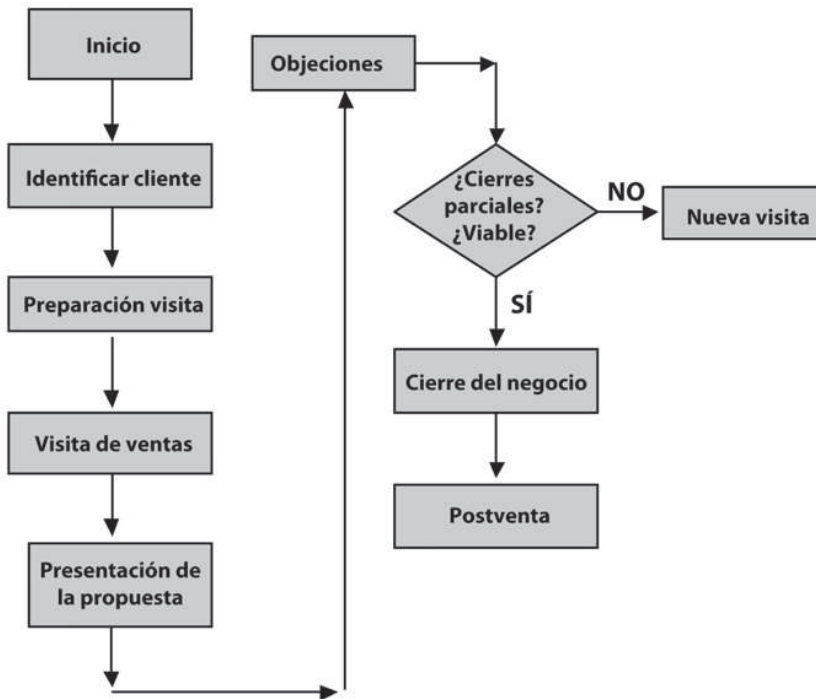 Inicio
Identificar cliente
Preparación visita
Visita de ventas
Presentación de
la propuesta
Objeciones
¿Cierres
parciales?
¿Viable?
NO
Nueva visita
SÍ
Cierre del negocio
Postventa